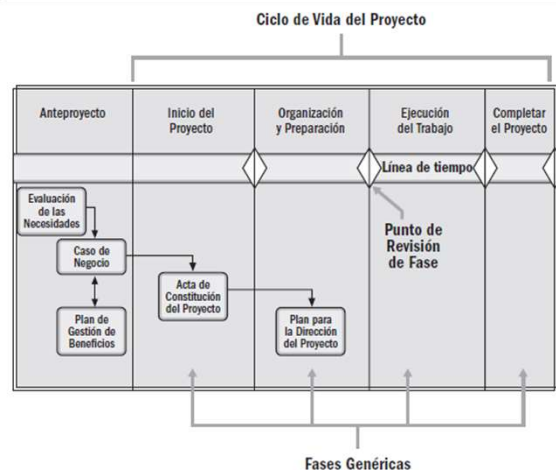 Ciclo de Vida del Proyecto
Anteproyecto
Inicio del
Proyecto
Organización
y Preparación
Ejecución
del Trabajo
Completar
el Proyecto
Línea de tiempo
Evaluación
de las
Necesidades
Caso de
Negocio
Plan de
Gestión de
Beneficios
Acta de
Constitución
del Proyecto
Plan para
la Dirección
del Proyecto
Punto de
Revisión
de Fase
Fases Genéricas